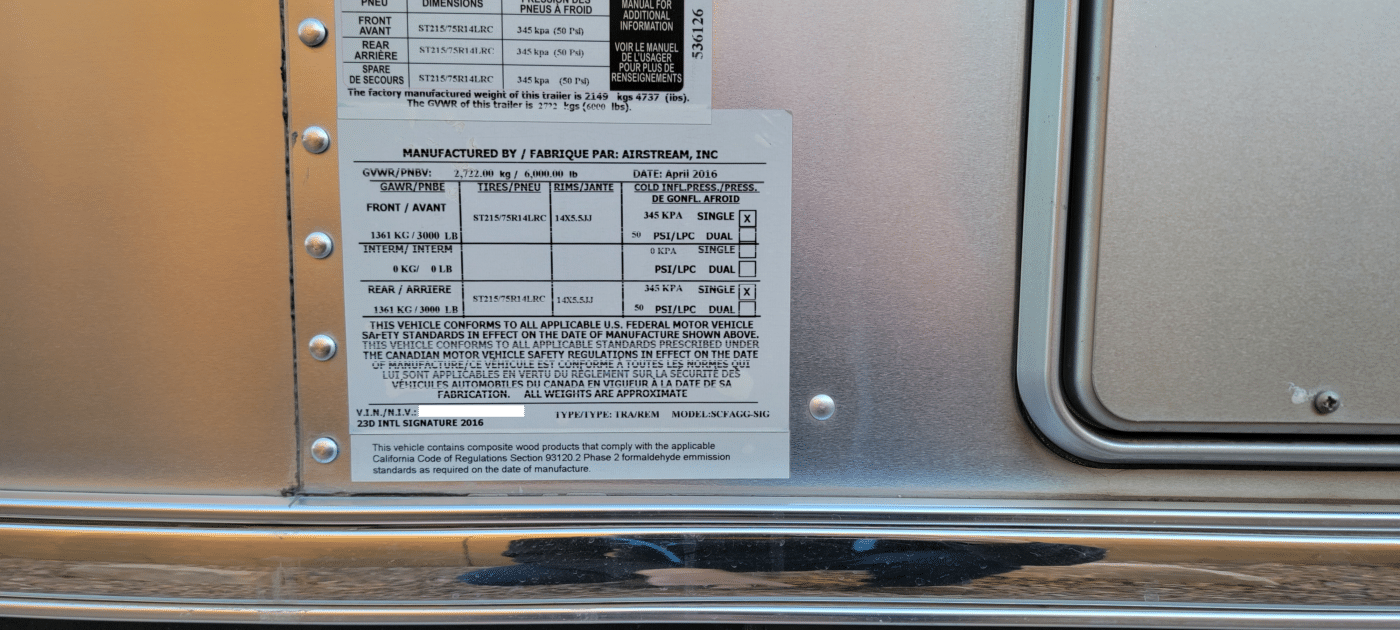 PNEU DIMENSIONS PRESSION DES PNEUS À FROID
FRONT AVANT ST215/75R14LRC 345 kpa (50 Psi)
REAR ARRIÈRE ST215/75R14LRC 345 kpa (50 Psi)
SPARE DE SECOURS ST215/75R14LRC 345 kpa (50 Psi)
MANUAL FOR
ADDITIONAL
INFORMATION
VOIR LE MANUEL
DE L'USAGER
POUR PLUS DE
RENSEIGNEMENTS
536126
The factory manufactured weight of this trailer is 2149 kgs 4737 (lbs).
The GVWR of this trailer is 2722 kgs (6000 lbs).
MANUFACTURED BY / FABRIQUE PAR: AIRSTREAM, INC
GVWR/PNBV: 2,722.00 kg / 6,000.00 lb DATE: April 2016
GAWR/PNBE TIRES/PNEU RIMS/JANTE COLD INFL.PRESS./PRESS.
DE GONFL. AFROID
FRONT / AVANT ST215/75R14LRC 14X5.5JJ 345 KPA SINGLE X
1361 KG / 3000 LB 50 PSI/LPC DUAL
INTERM/ INTERM 0 KPA SINGLE
0 KG/ 0 LB PSI/LPC DUAL
REAR / ARRIERE ST215/75R14LRC 14X5.5JJ 345 KPA SINGLE X
1361 KG / 3000 LB 50 PSI/LPC DUAL
THIS VEHICLE CONFORMS TO ALL APPLICABLE U.S. FEDERAL MOTOR VEHICLE
SAFETY STANDARDS IN EFFECT ON THE DATE OF MANUFACTURE SHOWN ABOVE.
THIS VEHICLE CONFORMS TO ALL APPLICABLE STANDARDS PRESCRIBED UNDER
THE CANADIAN MOTOR VEHICLE SAFETY REGULATIONS IN EFFECT ON THE DATE
OF MANUFACTURE/CE VÉHICULE EST CONFORME A TOUTES LES NORMES QUI
LUI SONT APPLICABLES EN VERTU DU RÈGLEMENT SUR LA SÉCURITÉ DES
VÉHICULES AUTOMOBILES DU CANADA EN VIGUEUR À LA DATE DE SA
FABRICATION. ALL WEIGHTS ARE APPROXIMATE
V.I.N./N.I.V.: TYPE/TYPE: TRA/REM MODEL:SCFAGG-SIG
23D INTL SIGNATURE 2016
This vehicle contains composite wood products that comply with the applicable
California Code of Regulations Section 93120.2 Phase 2 formaldehyde emmission
standards as required on the date of manufacture.